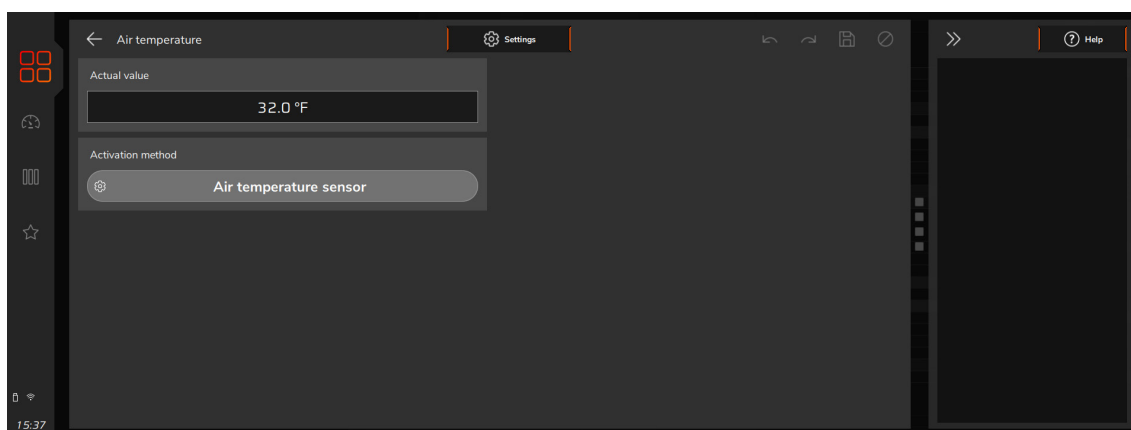 Air temperature
Settings
Help
Actual value
32.0 °F
Activation method
Air temperature sensor
15:37